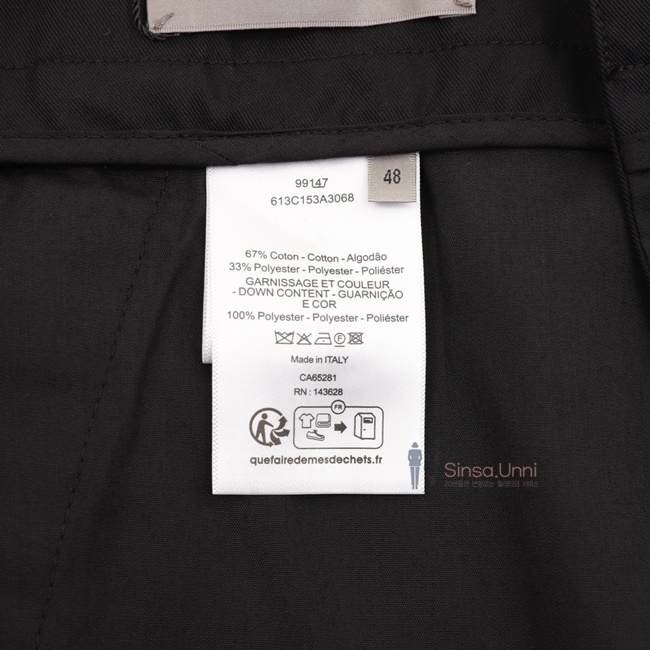 48
99147
613C153A3068
67% Coton - Cotton - Algodão
33% Polyester - Polyester - Poliéster
GARNISSAGE ET COULEUR
- DOWN CONTENT - GUARNIÇÃO
E COR
100% Polyester - Polyester - Poliéster
Made in ITALY
CA65281
RN : 143628
FR
quefairedemesdechets.fr
Sinsa,Unni